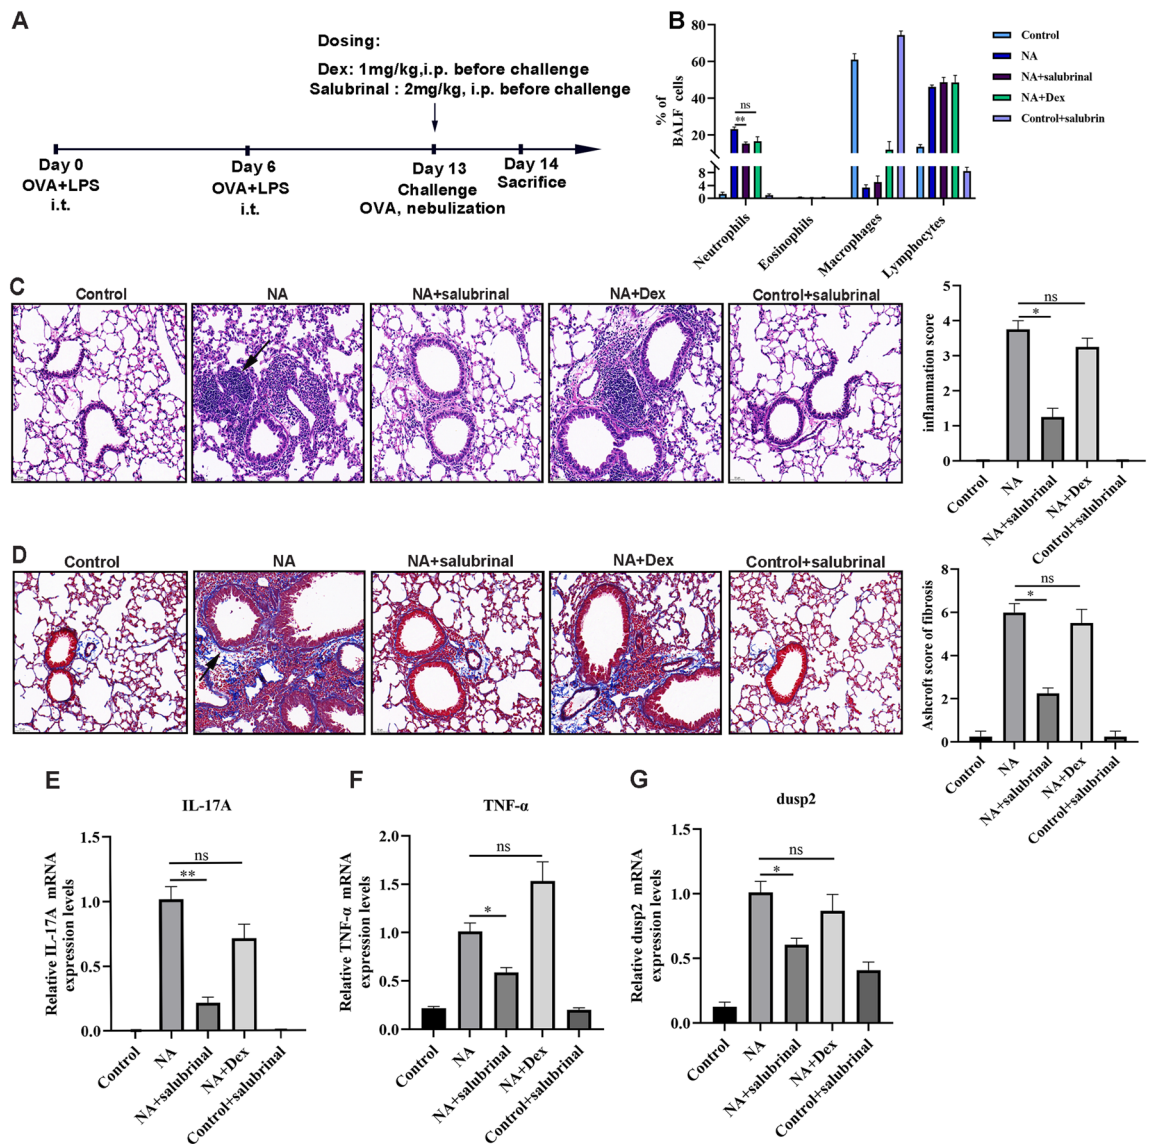 A
Dosing:
Dex: 1mg/kg,i.p. before challenge
Salubrinal : 2mg/kg, i.p. before challenge
Day 0
OVA+LPS
i.t.
Day 6
OVA+LPS
i.t.
Day 13
Challenge
OVA, nebulization
Day 14
Sacrifice
B
% of
BALF cells
80
60
40
20
8
4
0
ns
**
Neutrophils
Eosinophils
Macrophages
Lymphocytes
Control
NA
NA+salubrinal
NA+Dex
Control+salubrin
C
Control
NA
NA+salubrinal
NA+Dex
Control+salubrinal
inflammation score
5
4
3
2
1
0
ns
*
Control
NA
NA+salubrinal
NA+Dex
Control+salubrinal
D
Control
NA
NA+salubrinal
NA+Dex
Control+salubrinal
Ashcroft score of fibrosis
8
6
4
2
0
ns
*
Control
NA
NA+salubrinal
NA+Dex
Control+salubrinal
E
IL-17A
Relative IL-17A mRNA
expression levels
1.5
1.0
0.5
0.0
ns
**
Control
NA
NA+salubrinal
NA+Dex
Control+salubrinal
F
TNF-α
Relative TNF-α mRNA
expression levels
2.0
1.5
1.0
0.5
0.0
ns
*
Control
NA
NA+salubrinal
NA+Dex
Control+salubrinal
G
dusp2
Relative dusp2 mRNA
expression levels
1.5
1.0
0.5
0.0
ns
*
Control
NA
NA+salubrinal
NA+Dex
Control+salubrinal